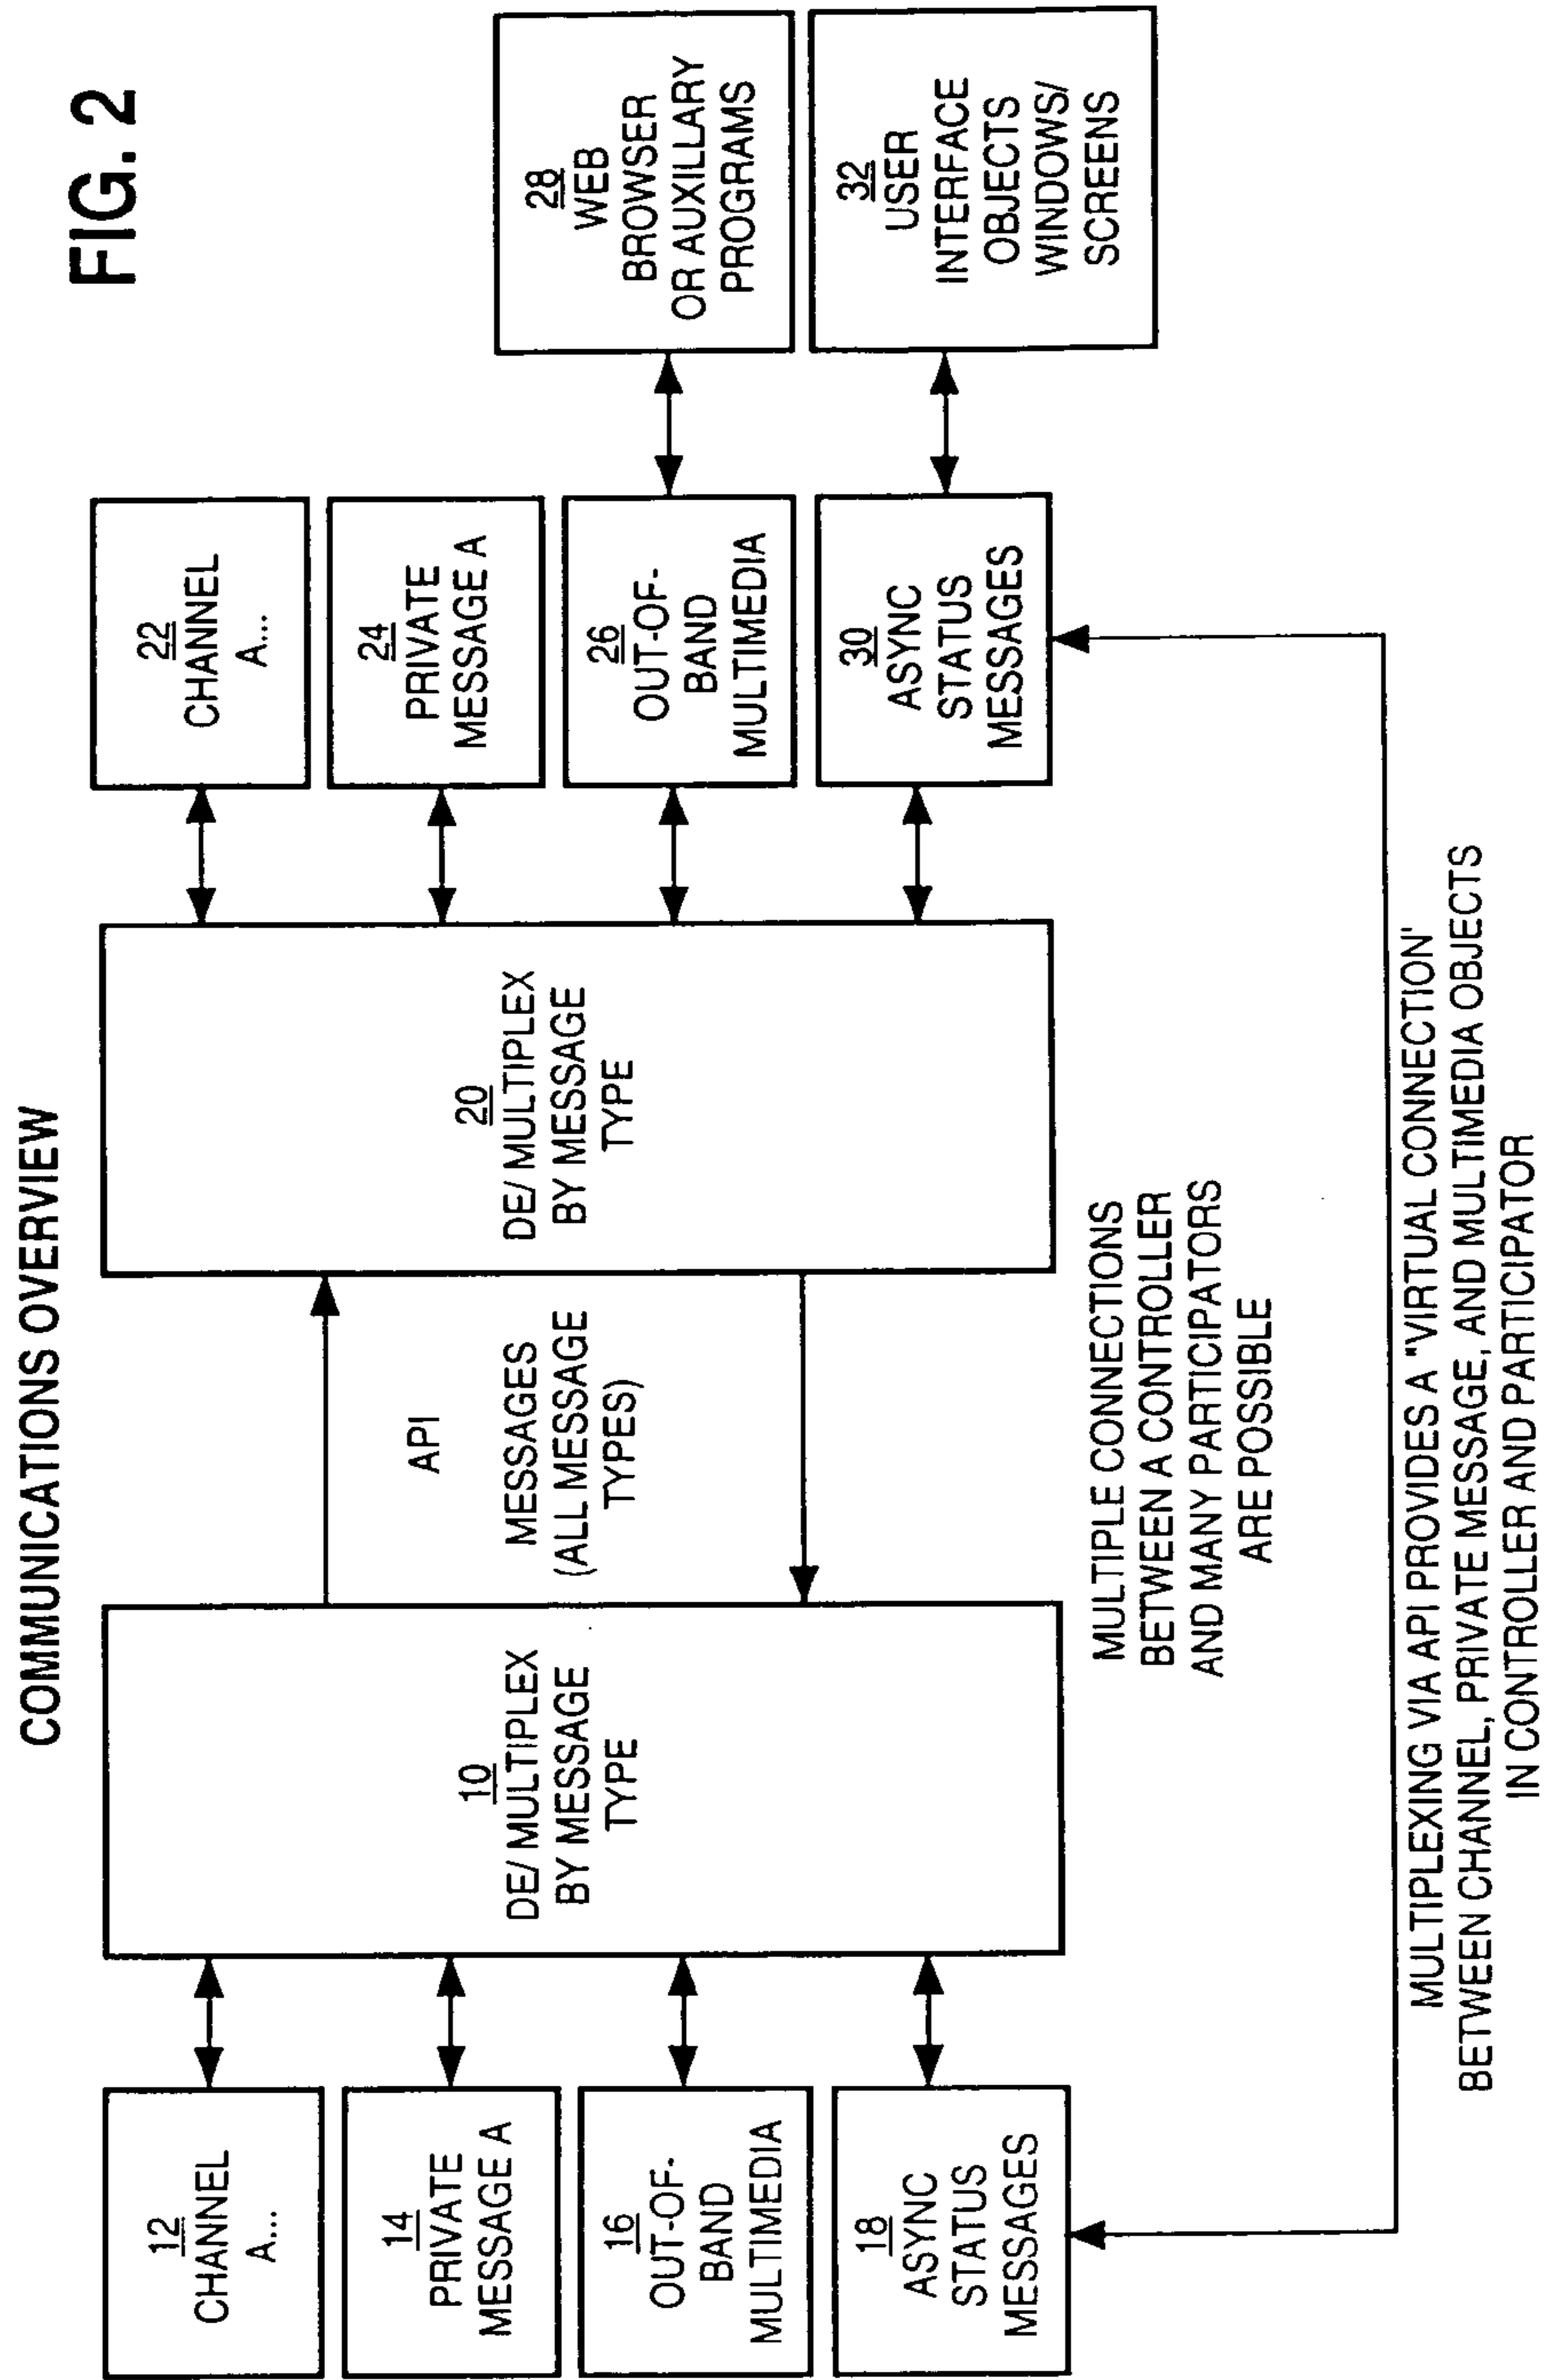 FIG. 2
COMMUNICATIONS OVERVIEW
12
CHANNEL
A...
14
PRIVATE
MESSAGE A
16
OUT-OF-
BAND
MULTIMEDIA
18
ASYNC
STATUS
MESSAGES
10
DE/ MULTIPLEX
BY MESSAGE
TYPE
API
MESSAGES
(ALL MESSAGE
TYPES)
20
DE/ MULTIPLEX
BY MESSAGE
TYPE
22
CHANNEL
A...
24
PRIVATE
MESSAGE A
26
OUT-OF-
BAND
MULTIMEDIA
30
ASYNC
STATUS
MESSAGES
28
WEB
BROWSER
OR AUXILLARY
PROGRAMS
32
USER
INTERFACE
OBJECTS
WINDOWS/
SCREENS
MULTIPLE CONNECTIONS
BETWEEN A CONTROLLER
AND MANY PARTICIPATORS
ARE POSSIBLE
MULTIPLEXING VIA API PROVIDES A "VIRTUAL CONNECTION'
BETWEEN CHANNEL, PRIVATE MESSAGE, AND MULTIMEDIA OBJECTS
IN CONTROLLER AND PARTICIPATOR